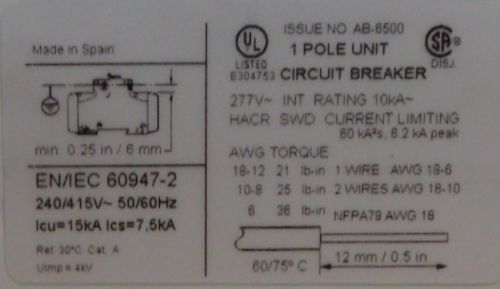 Made in Spain
min. 0.25 in / 6 mm
EN/IEC 60947-2
240/415V~ 50/60Hz
Icu=15kA Ics=7.5kA
Ref. 30°C Cat. A
Uimp = 4kV
UL
LISTED
E304753
ISSUE NO. AB-6500
1 POLE UNIT
CIRCUIT BREAKER
SA
277V~ INT. RATING 10kA~
HACR SWD CURRENT LIMITING
60 kA²s, 6.2 kA peak
AWG TORQUE
18-12 21 lb-in 1 WIRE AWG 18-6
10-8 25 lb-in 2 WIRES AWG 18-10
6 36 lb-in NFPA79 AWG 18
60/75° C 12 mm / 0.5 in